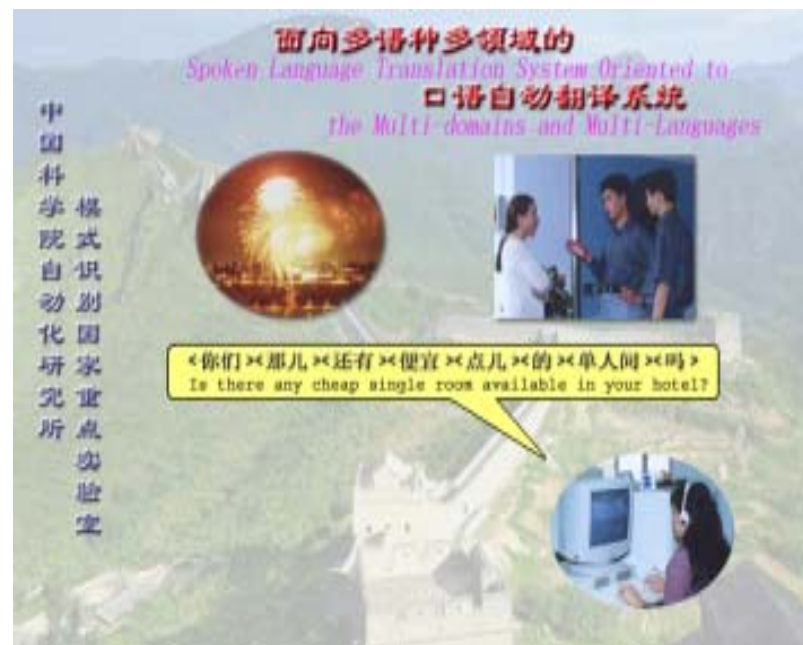 面向多语种多领域的
Spoken Language Translation System Oriented to
口语自动翻译系统
the Multi-domains and Multi-Languages
中国科学院自动化研究所
模式识别国家重点实验室
<你们><那儿><还有><便宜><点儿><的><单人间><吗>
Is there any cheap single room available in your hotel?